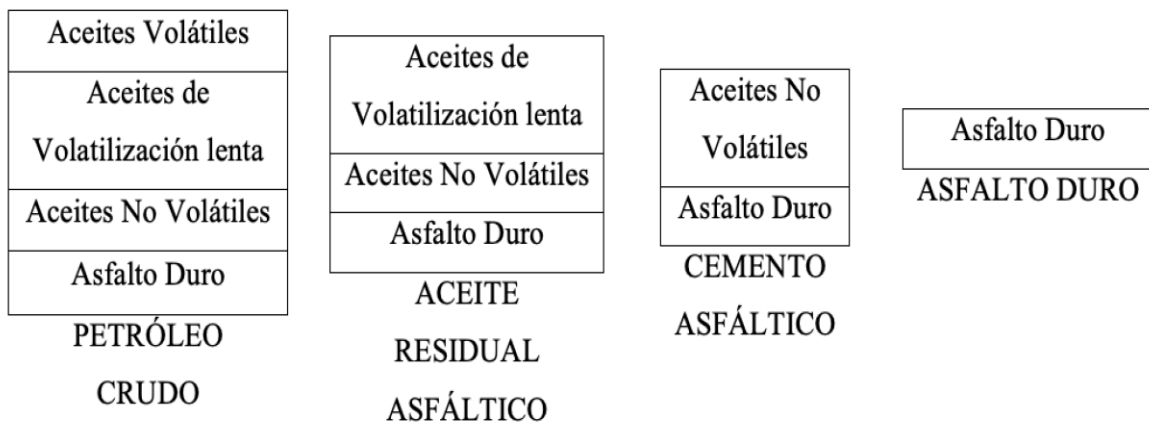 Aceites Volátiles
Aceites de
Volatilización lenta
Aceites No Volátiles
Asfalto Duro
PETRÓLEO
CRUDO
Aceites de
Volatilización lenta
Aceites No Volátiles
Asfalto Duro
ACEITE
RESIDUAL
ASFÁLTICO
Aceites No
Volátiles
Asfalto Duro
CEMENTO
ASFÁLTICO
Asfalto Duro
ASFALTO DURO